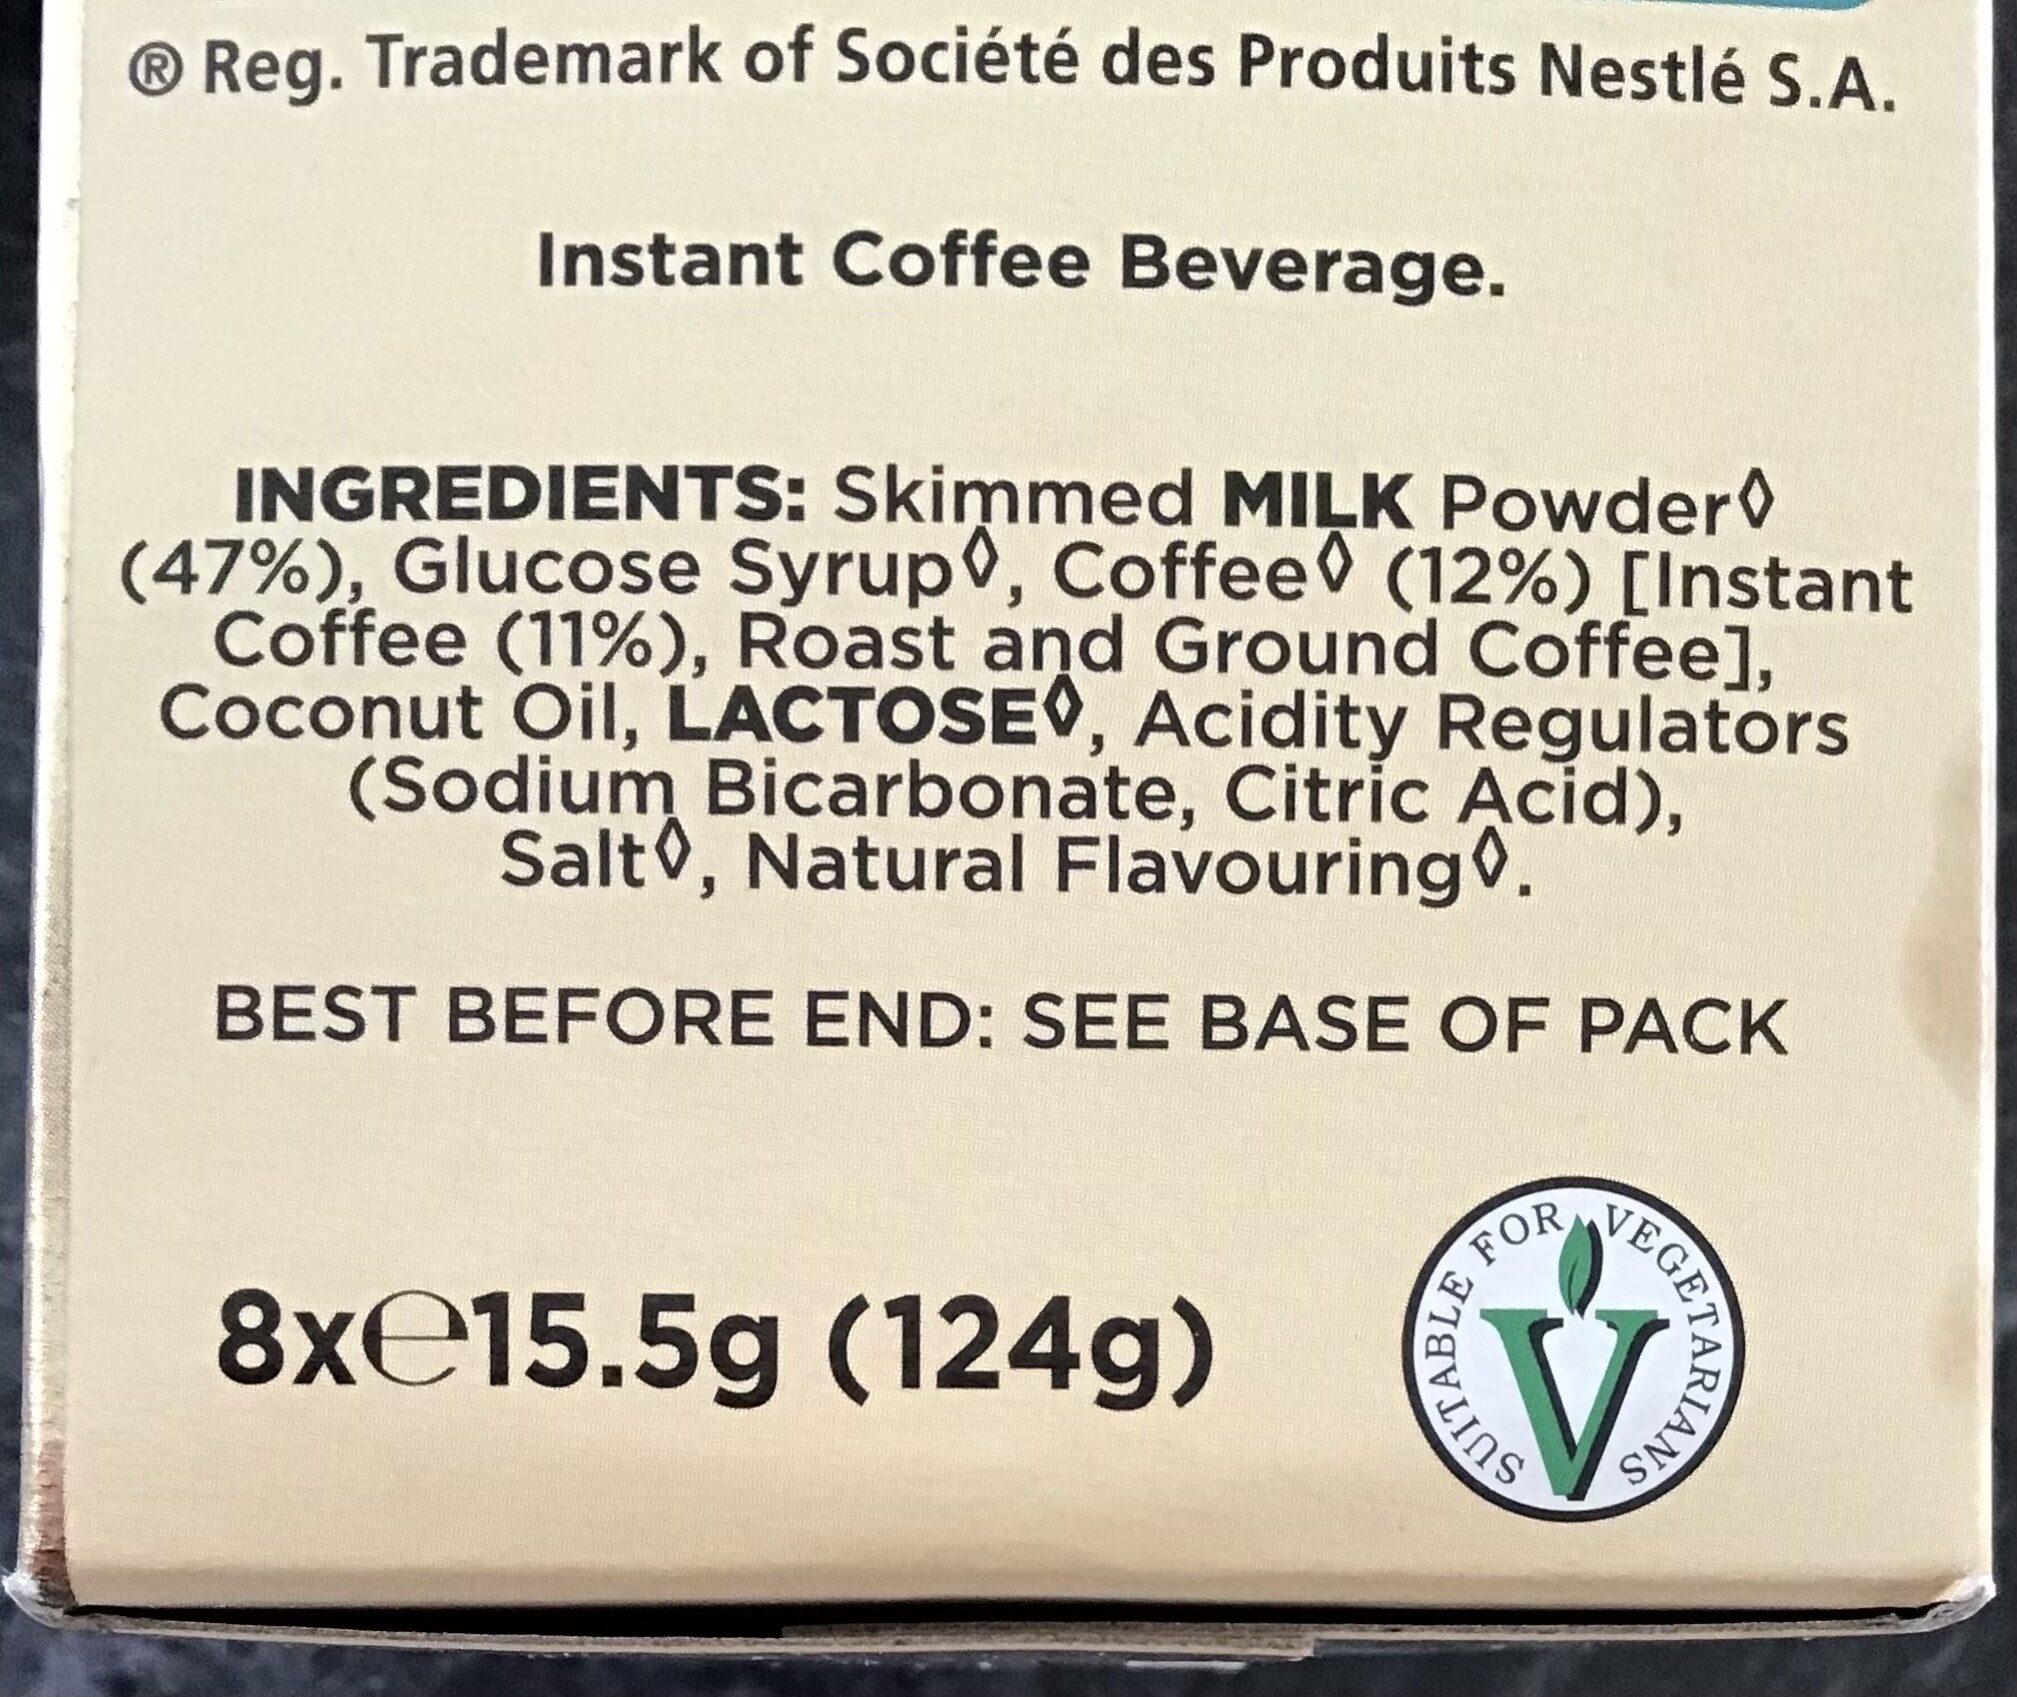 ® Reg. Trademark of Société des Produits Nestlé S.A.
Instant Coffee Beverage.
INGREDIENTS: Skimmed MILK Powder◊
(47%), Glucose Syrup◊, Coffee◊ (12%) [Instant
Coffee (11%), Roast and Ground Coffee],
Coconut Oil, LACTOSE◊, Acidity Regulators
(Sodium Bicarbonate, Citric Acid),
Salt◊, Natural Flavouring◊.
BEST BEFORE END: SEE BASE OF PACK
8x℮15.5g (124g)
SUITABLE FOR VEGETARIANS
V